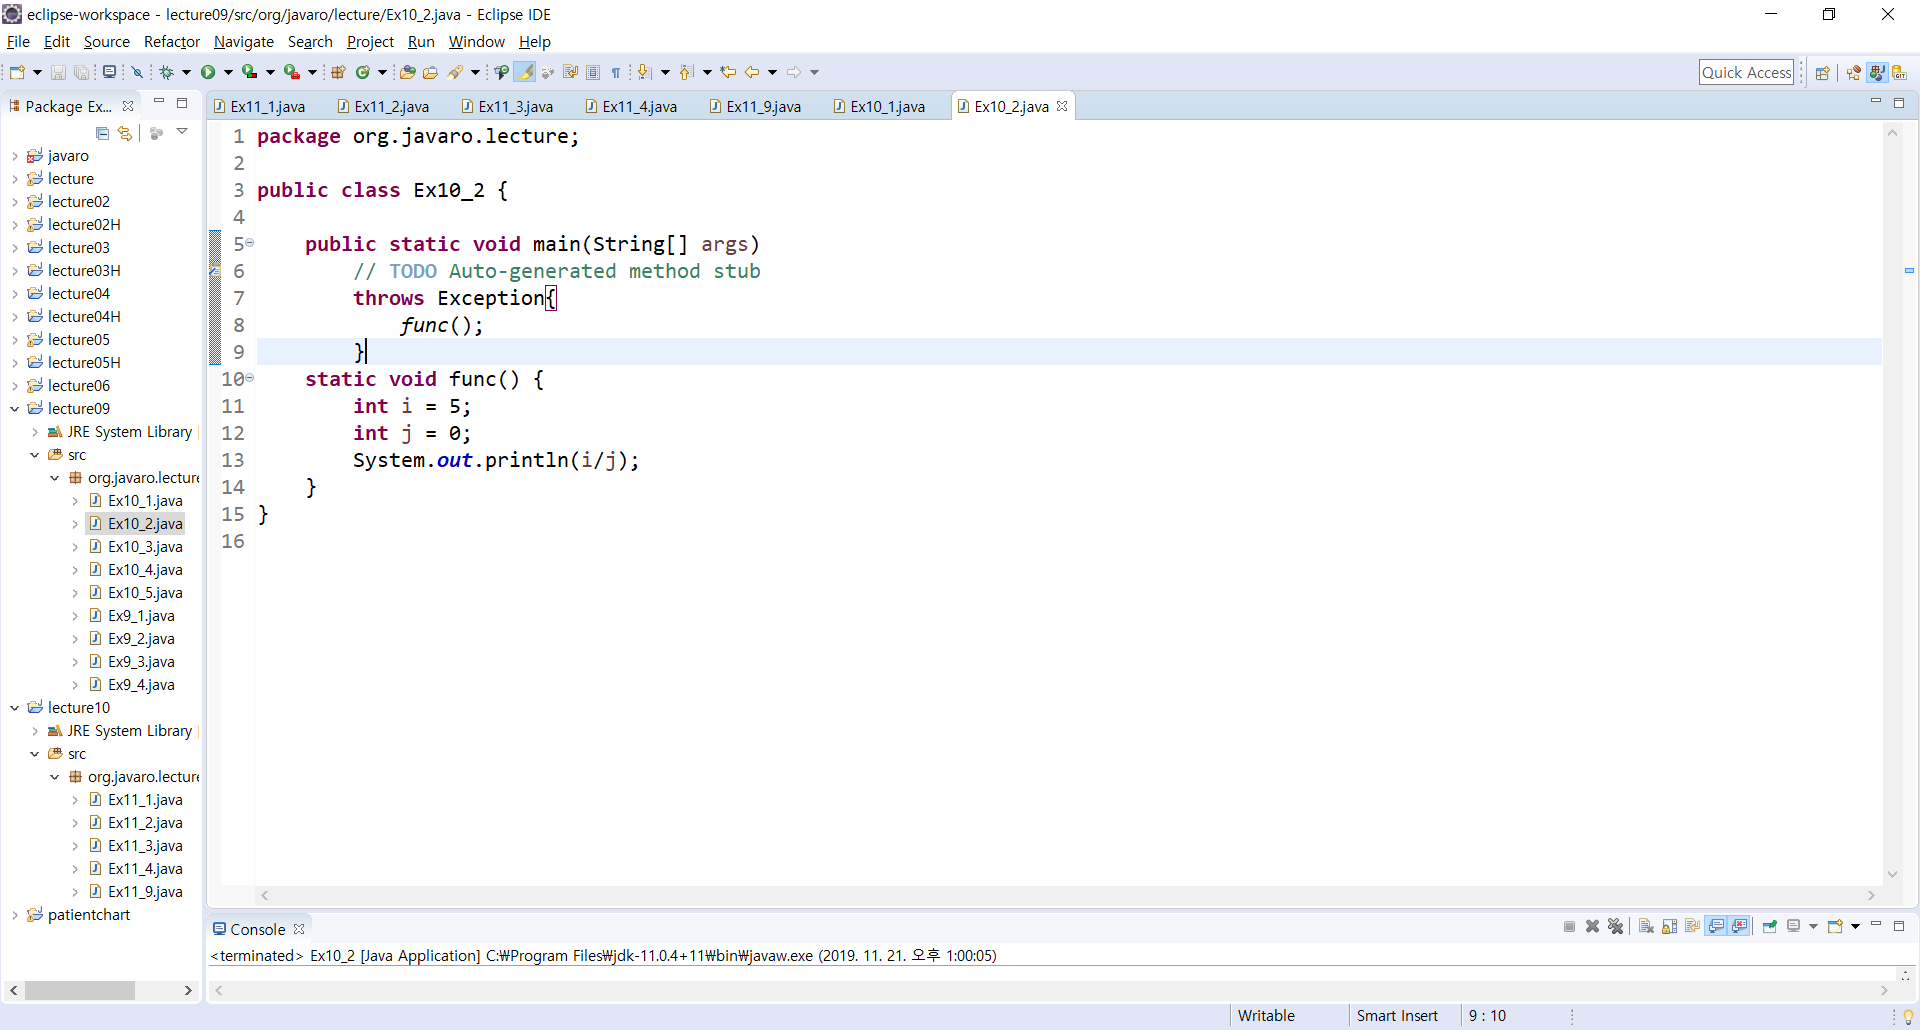 eclipse-workspace - lecture09/src/org/javaro/lecture/Ex10_2.java - Eclipse IDE
File Edit Source Refactor Navigate Search Project Run Window Help
Quick Access
Package Ex...
javaro
lecture
lecture02
lecture02H
lecture03
lecture03H
lecture04
lecture04H
lecture05
lecture05H
lecture06
lecture09
JRE System Library
src
org.javaro.lecture
Ex10_1.java
Ex10_2.java
Ex10_3.java
Ex10_4.java
Ex10_5.java
Ex9_1.java
Ex9_2.java
Ex9_3.java
Ex9_4.java
lecture10
JRE System Library
src
org.javaro.lecture
Ex11_1.java
Ex11_2.java
Ex11_3.java
Ex11_4.java
Ex11_9.java
patientchart
Ex11_1.java Ex11_2.java Ex11_3.java Ex11_4.java Ex11_9.java Ex10_1.java Ex10_2.java
1 package org.javaro.lecture;
2
3 public class Ex10_2 {
4
5 public static void main(String[] args)
6 // TODO Auto-generated method stub
7 throws Exception{
8 func();
9 }
10 static void func() {
11 int i = 5;
12 int j = 0;
13 System.out.println(i/j);
14 }
15 }
16
Console
<terminated> Ex10_2 [Java Application] C:₩Program Files₩jdk-11.0.4+11₩bin₩javaw.exe (2019. 11. 21. 오후 1:00:05)
Writable Smart Insert 9 : 10